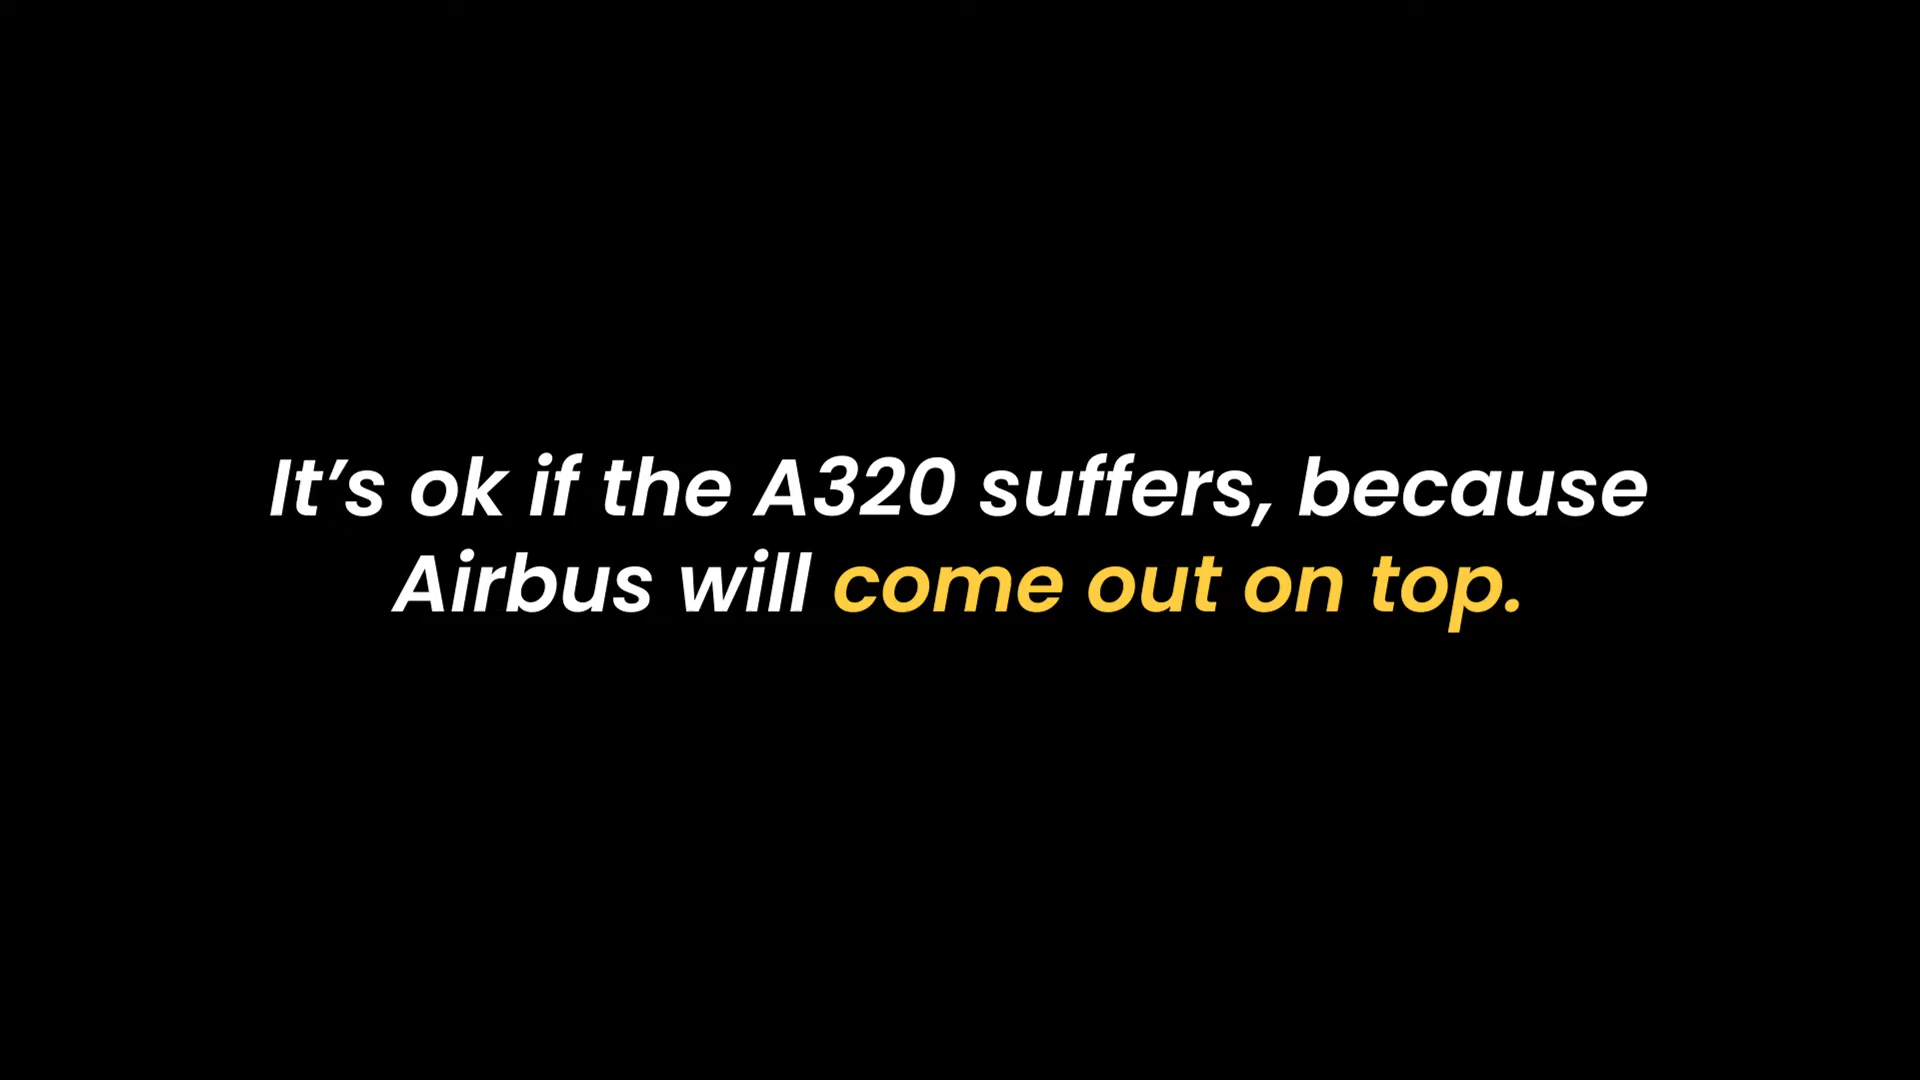 It’s ok if the A320 suffers, because
Airbus will come out on top.